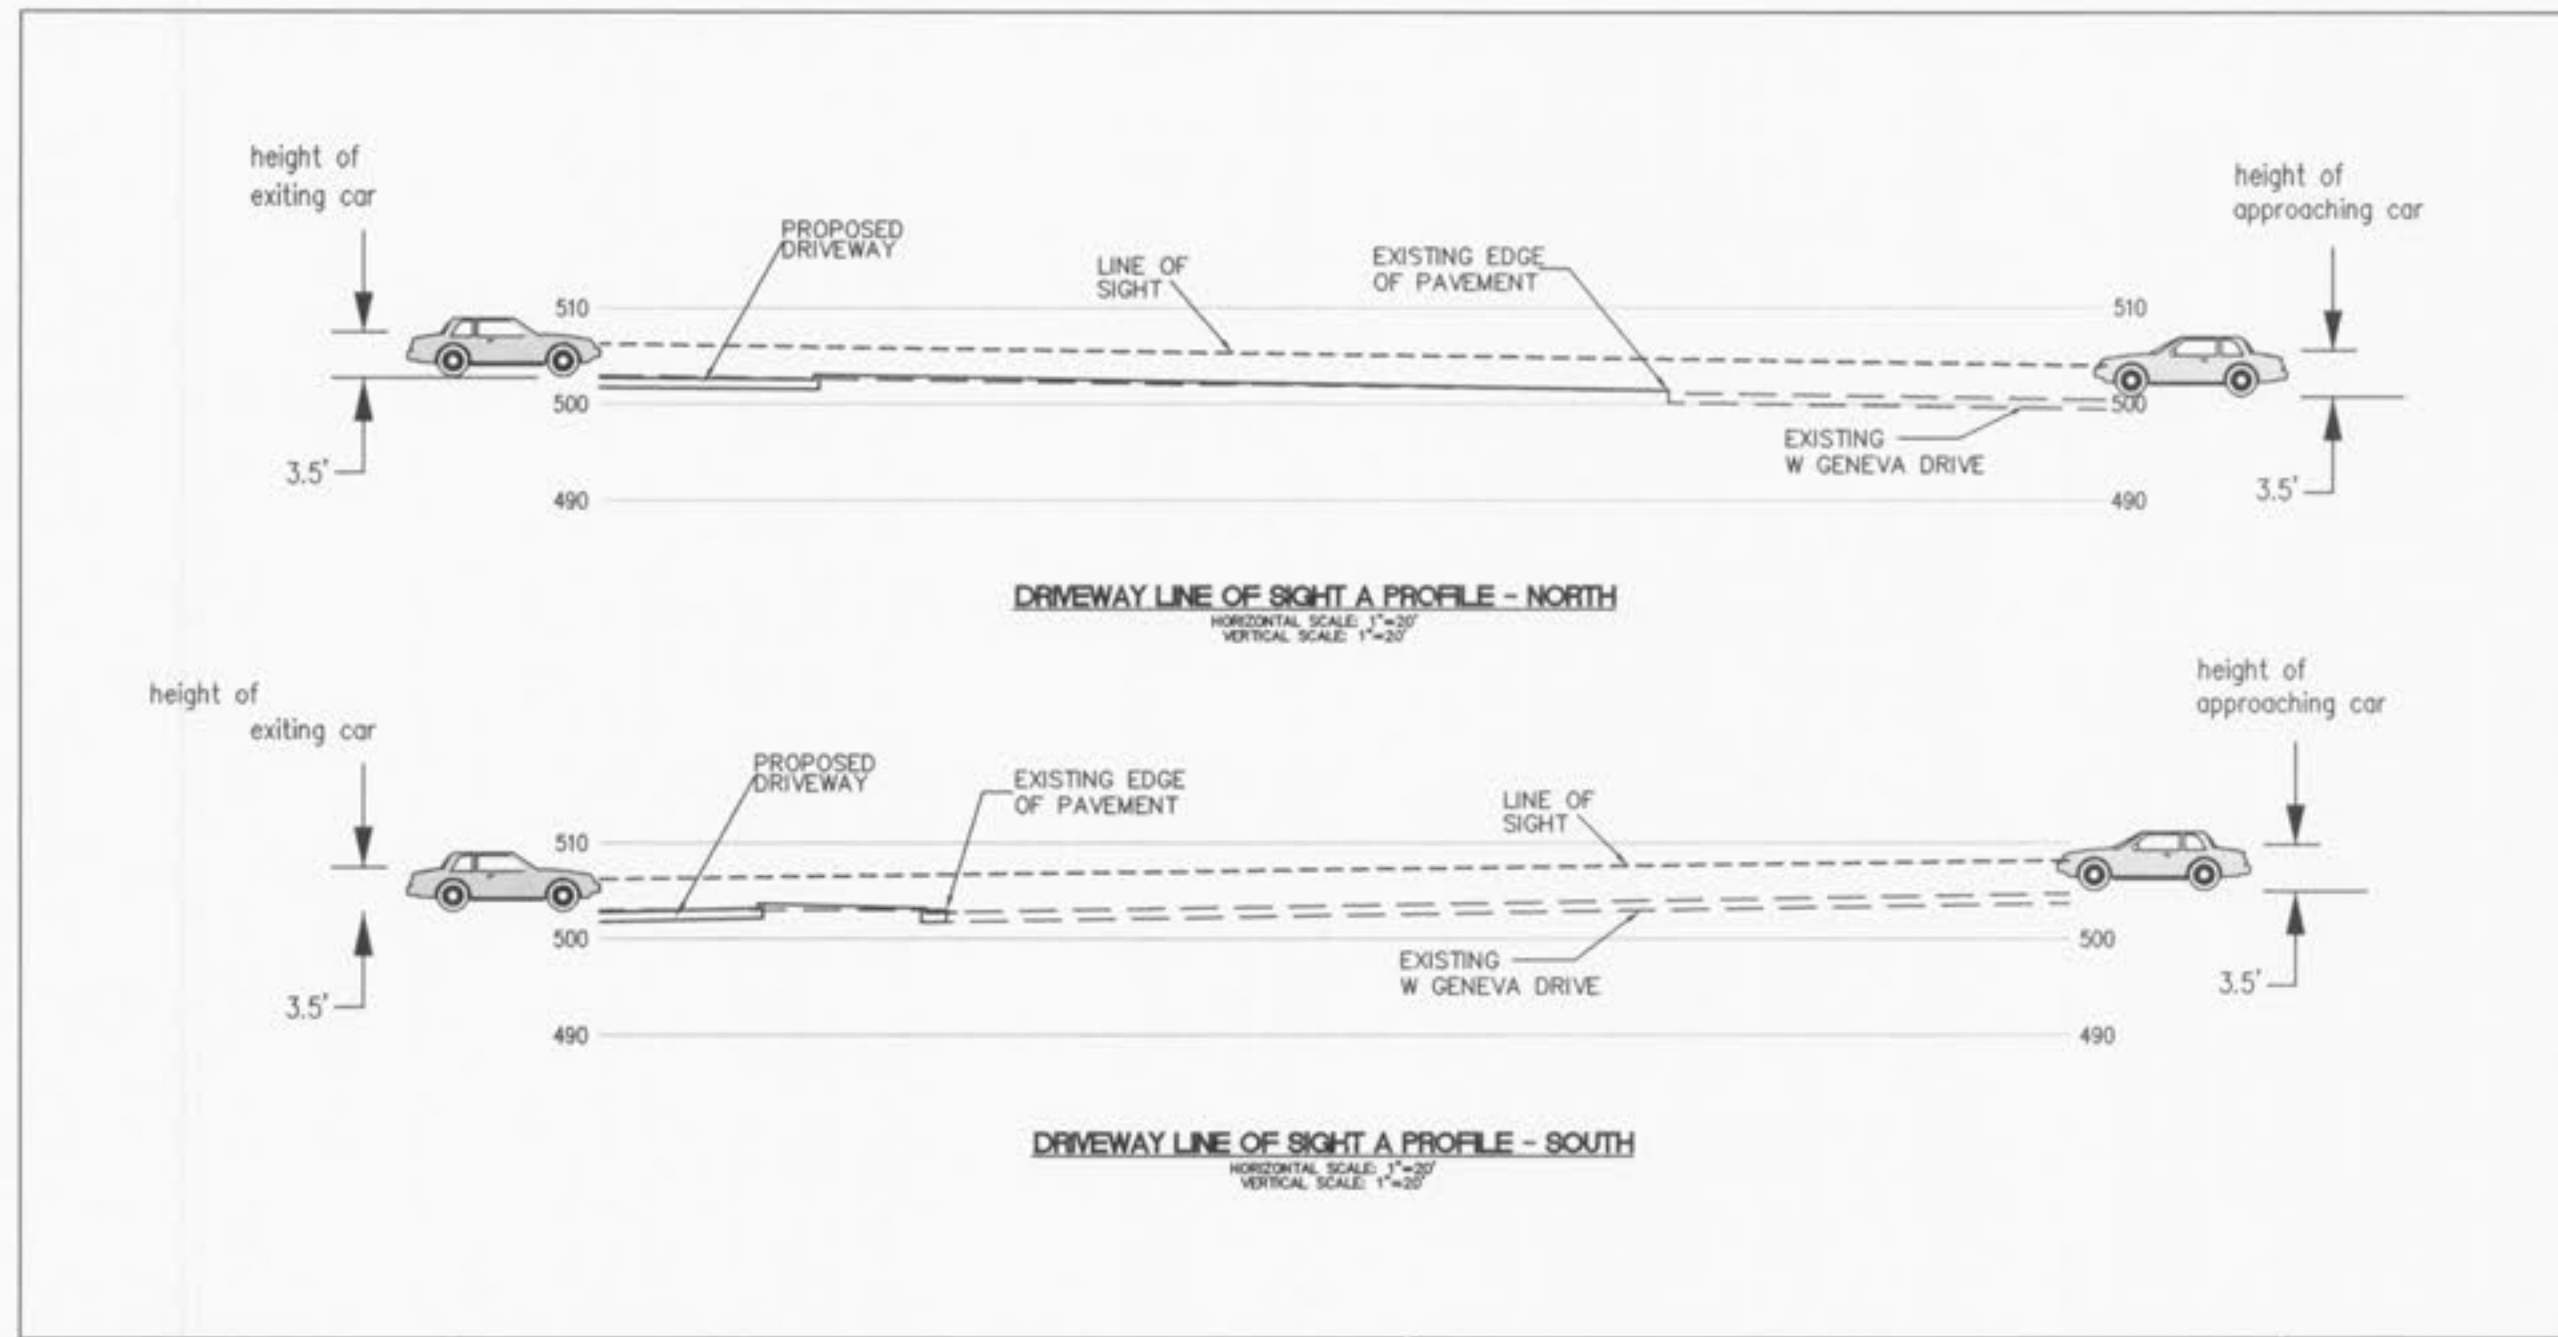 height of
exiting car
height of
approaching car
PROPOSED
DRIVEWAY
LINE OF
SIGHT
EXISTING EDGE
OF PAVEMENT
510
510
500
500
EXISTING
W GENEVA DRIVE
3.5'
3.5'
490
490
DRIVEWAY LINE OF SIGHT A PROFILE - NORTH
HORIZONTAL SCALE: 1"=20'
VERTICAL SCALE: 1"=20'
height of
exiting car
height of
approaching car
PROPOSED
DRIVEWAY
EXISTING EDGE
OF PAVEMENT
LINE OF
SIGHT
510
500
500
EXISTING
W GENEVA DRIVE
3.5'
3.5'
490
490
DRIVEWAY LINE OF SIGHT A PROFILE - SOUTH
HORIZONTAL SCALE: 1"=20'
VERTICAL SCALE: 1"=20'